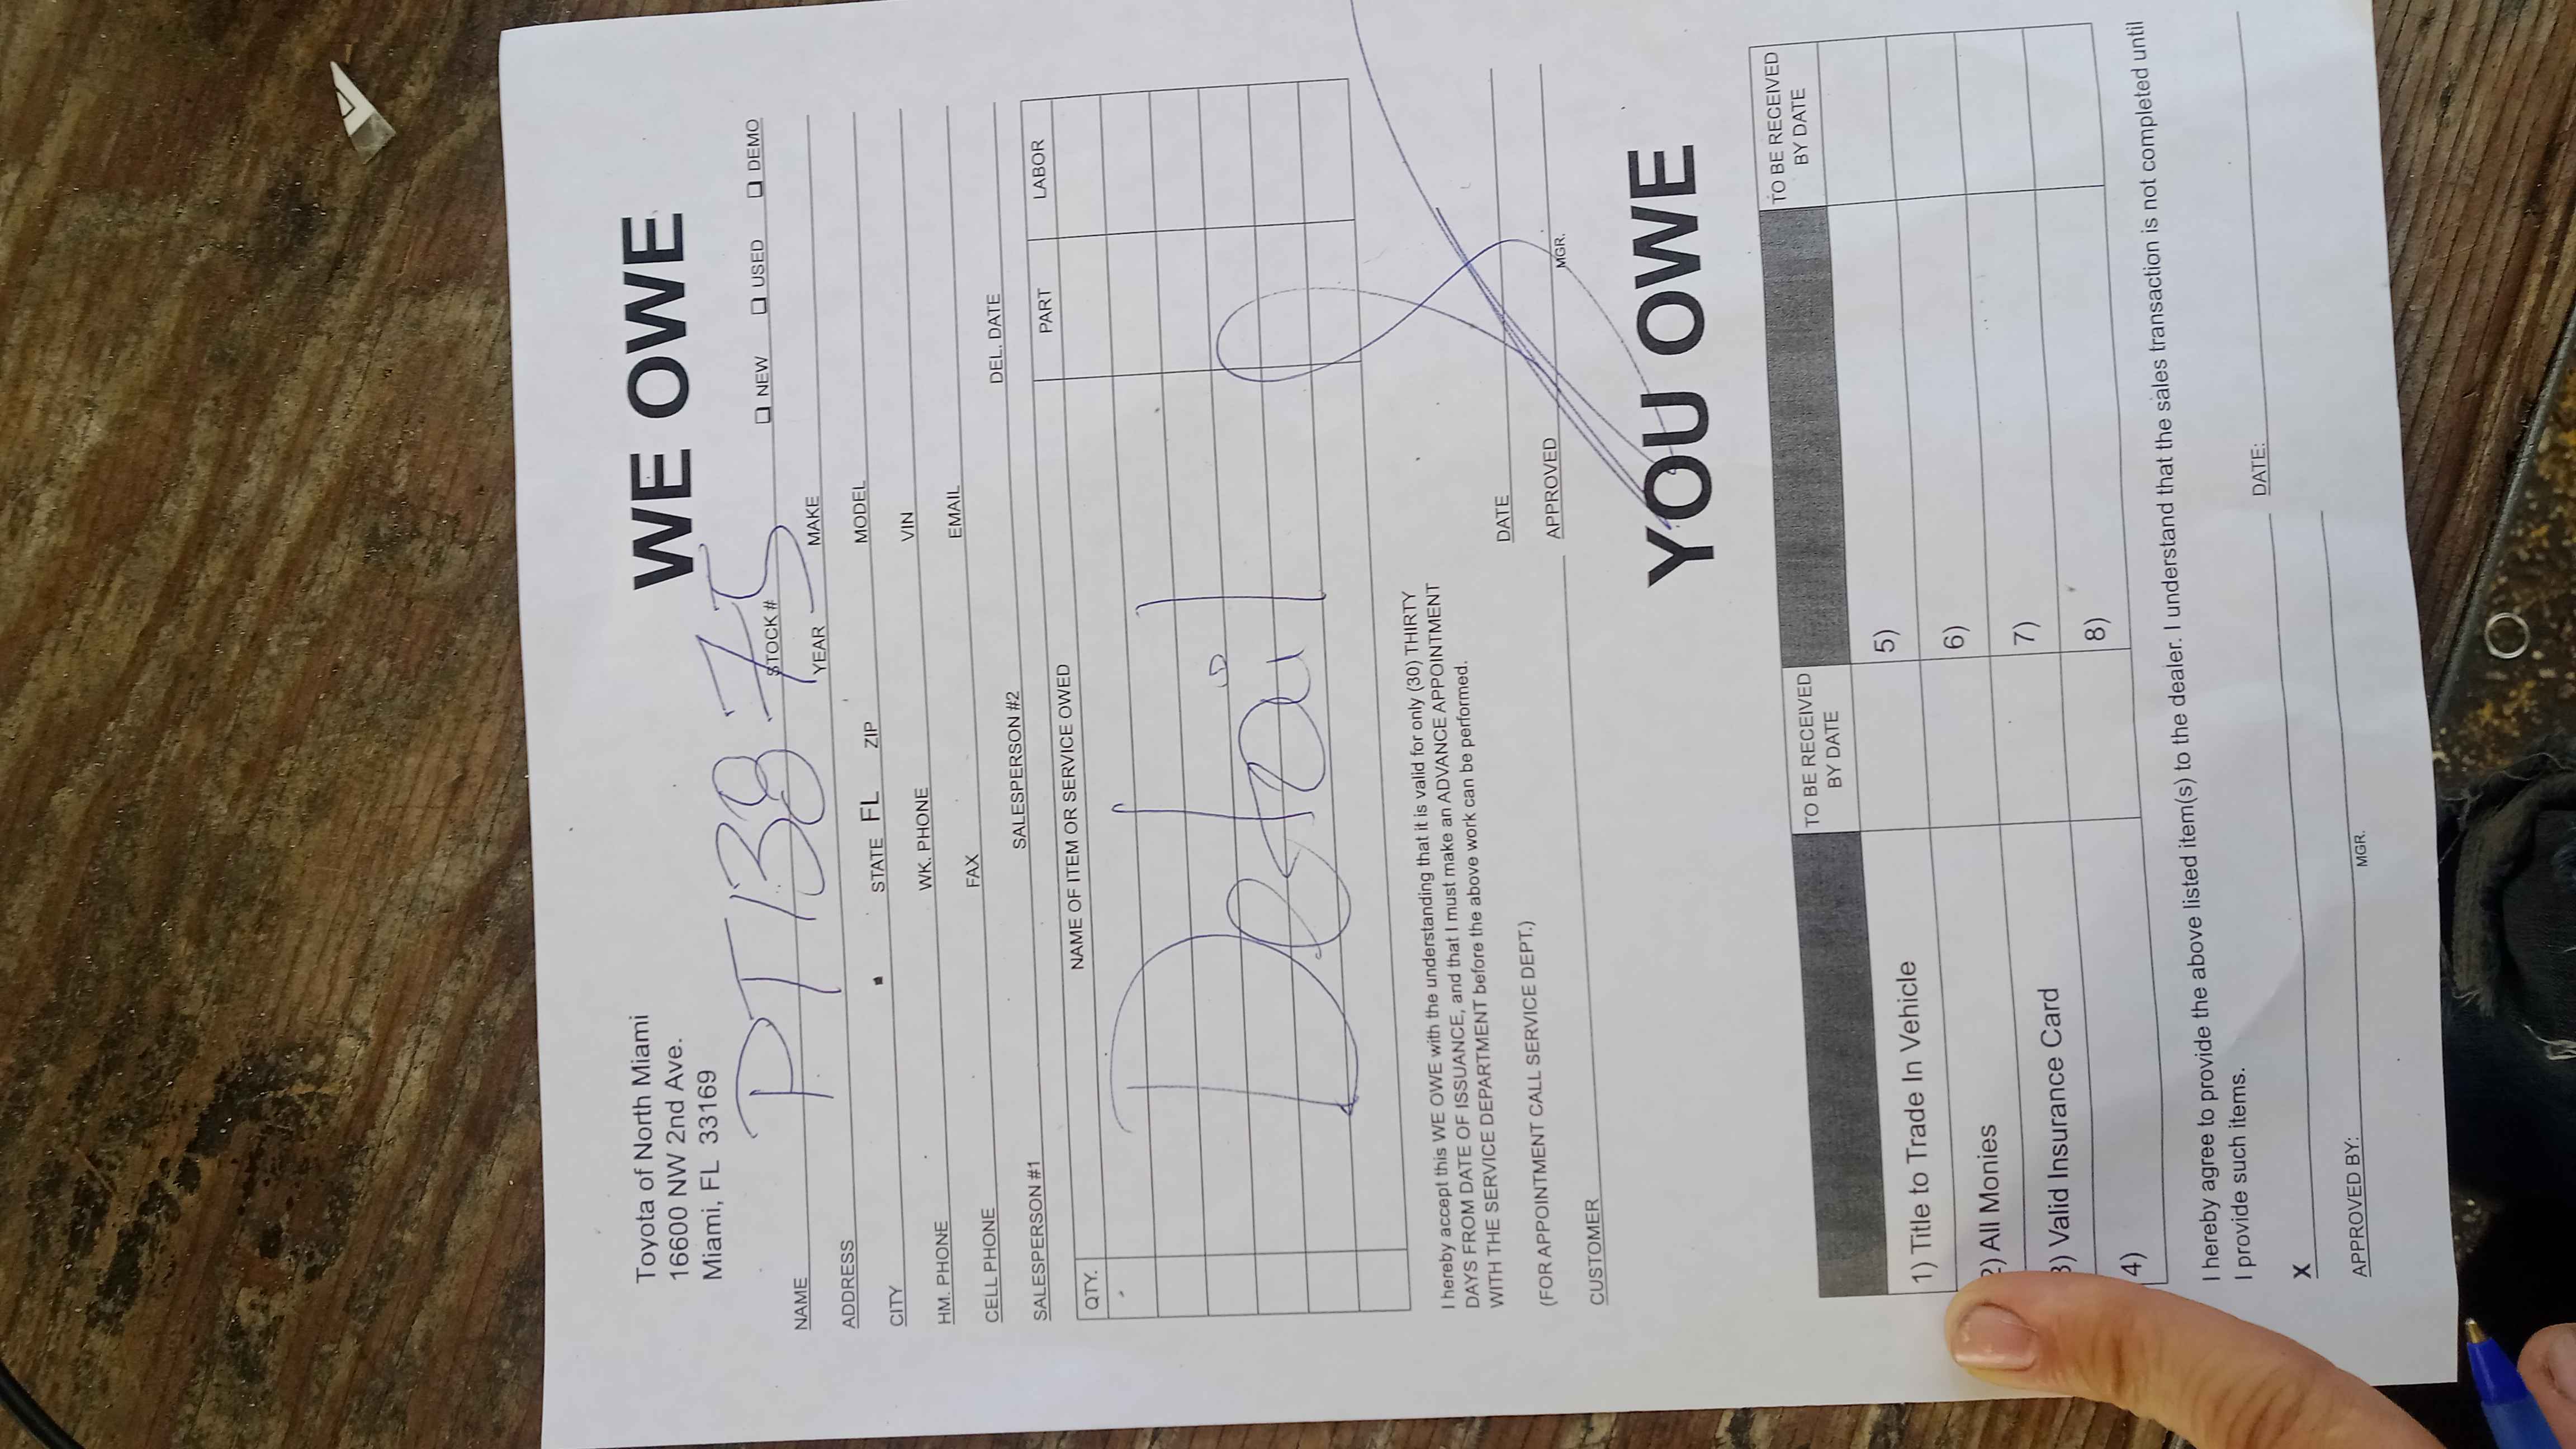 Toyota of North Miami
16600 NW 2nd Ave.
Miami, FL 33169
WE OWE
PT13875
STOCK # NEW USED DEMO
NAME YEAR MAKE
ADDRESS MODEL
CITY STATE FL ZIP VIN
HM. PHONE WK. PHONE EMAIL
CELL PHONE FAX DEL. DATE
SALESPERSON #1 SALESPERSON #2
QTY. NAME OF ITEM OR SERVICE OWED PART LABOR
Detail
I hereby accept this WE OWE with the understanding that it is valid for only (30) THIRTY
DAYS FROM DATE OF ISSUANCE, and that I must make an ADVANCE APPOINTMENT
WITH THE SERVICE DEPARTMENT before the above work can be performed.
DATE
(FOR APPOINTMENT CALL SERVICE DEPT.)
APPROVED MGR.
CUSTOMER
YOU OWE
TO BE RECEIVED BY DATE TO BE RECEIVED BY DATE
1) Title to Trade In Vehicle 5)
2) All Monies 6)
3) Valid Insurance Card 7)
4) 8)
I hereby agree to provide the above listed item(s) to the dealer. I understand that the sales transaction is not completed until
I provide such items.
X DATE:
APPROVED BY: MGR.